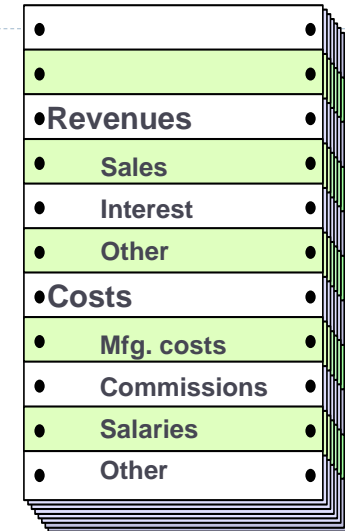 Revenues
Sales
Interest
Other
Costs
Mfg. costs
Commissions
Salaries
Other